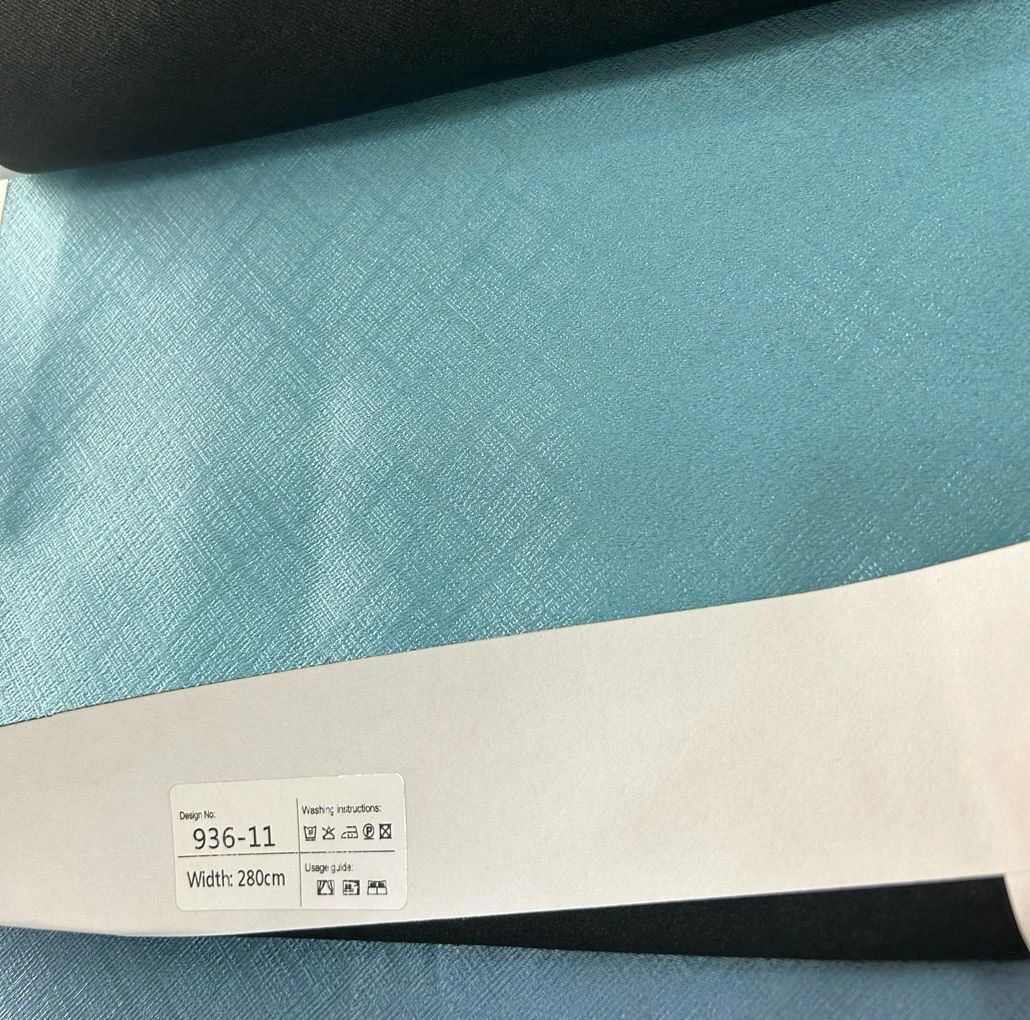 Design No:
936-11
Width: 280cm
Washing Instructions:
Usage guide: